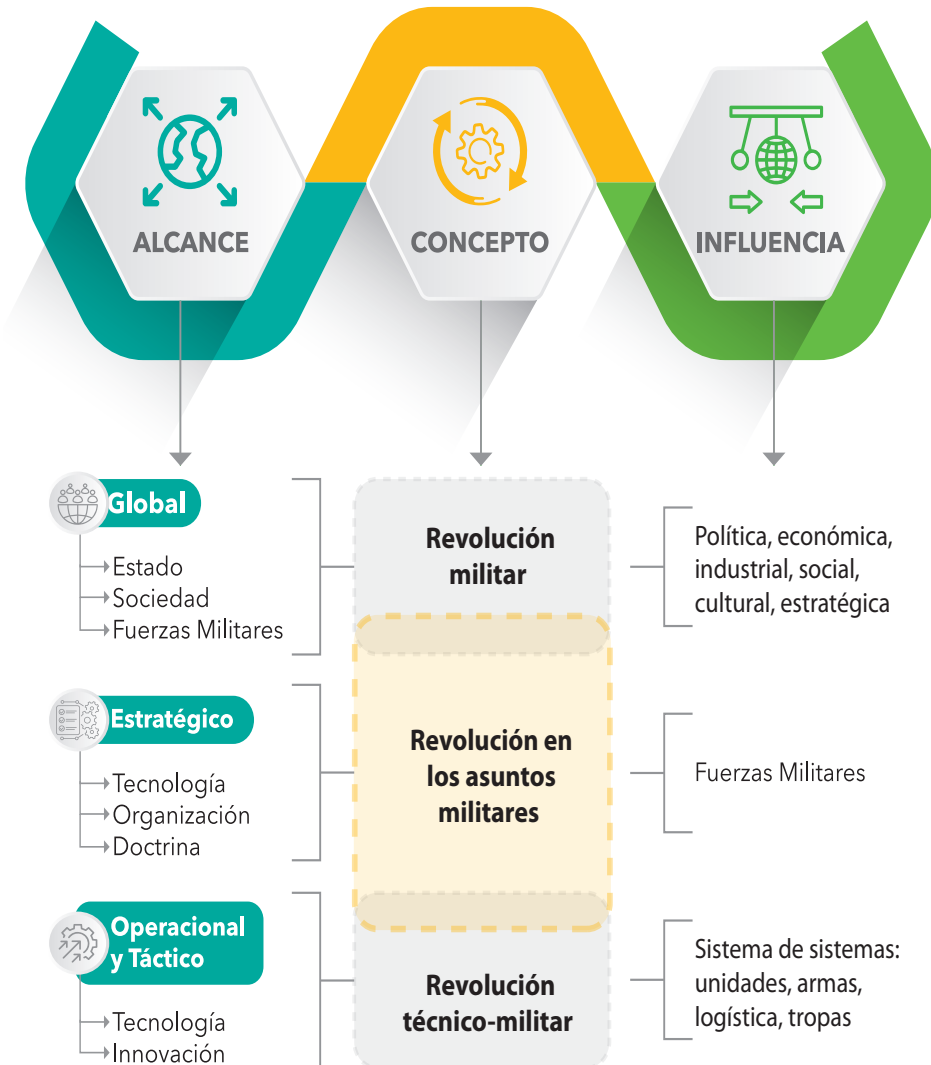 ALCANCE
CONCEPTO
INFLUENCIA
Global
Estado
Sociedad
Fuerzas Militares
Revolución
militar
Política, económica,
industrial, social,
cultural, estratégica
Estratégico
Tecnología
Organización
Doctrina
Revolución en
los asuntos
militares
Fuerzas Militares
Operacional
y Táctico
Tecnología
Innovación
Revolución
técnico-militar
Sistema de sistemas:
unidades, armas,
logística, tropas